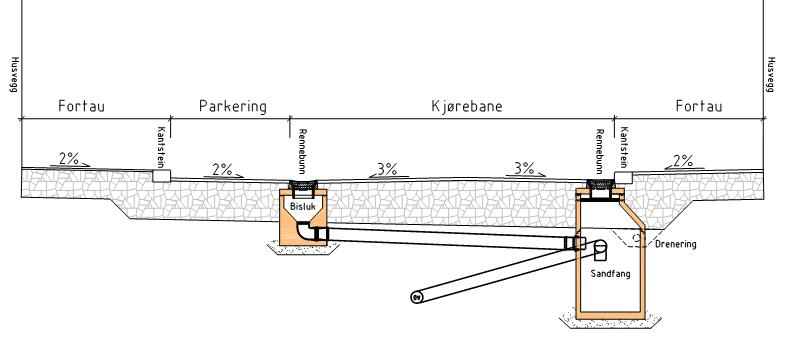 Husvegg
Husvegg
Fortau
Parkering
Kjørebane
Fortau
Kantstein
Rennebunn
Rennebunn
Kantstein
2%
2%
3%
3%
2%
Bisluk
Drenering
Sandfang
OV